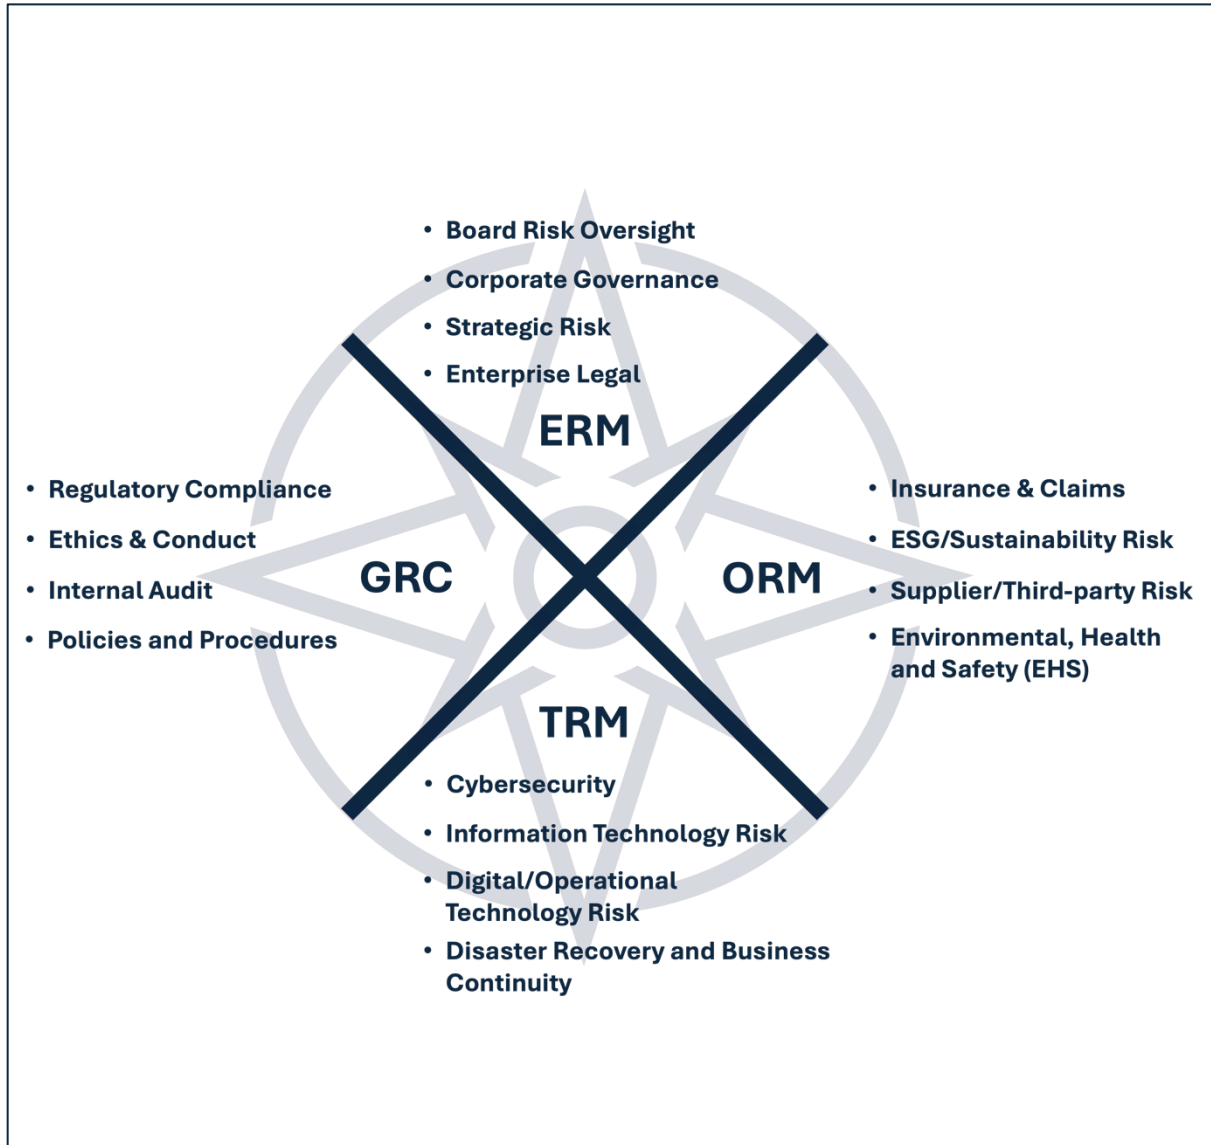 • Board Risk Oversight
• Corporate Governance
• Strategic Risk
• Enterprise Legal
ERM
• Regulatory Compliance
• Ethics & Conduct
• Internal Audit
• Policies and Procedures
GRC
ORM
• Insurance & Claims
• ESG/Sustainability Risk
• Supplier/Third-party Risk
• Environmental, Health
and Safety (EHS)
TRM
• Cybersecurity
• Information Technology Risk
• Digital/Operational
Technology Risk
• Disaster Recovery and Business
Continuity